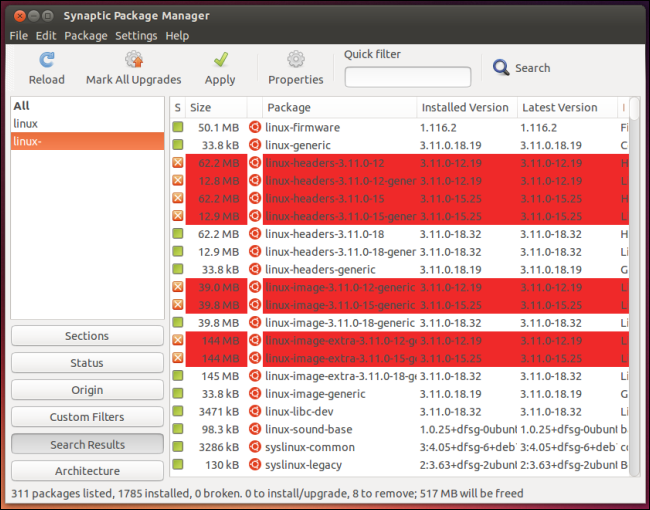 Synaptic Package Manager
File Edit Package Settings Help
Reload
Mark All Upgrades
Apply
Properties
Quick filter
Search
All
linux
linux-
Sections
Status
Origin
Custom Filters
Search Results
Architecture
S Size Package Installed Version Latest Version
50.1 MB linux-firmware 1.116.2 1.116.2 Fi
33.8 kB linux-generic 3.11.0.18.19 3.11.0.18.19 C
62.2 MB linux-headers-3.11.0-12 3.11.0-12.19 3.11.0-12.19 H
12.8 MB linux-headers-3.11.0-12-gener 3.11.0-12.19 3.11.0-12.19 L
62.2 MB linux-headers-3.11.0-15 3.11.0-15.25 3.11.0-15.25 H
12.9 MB linux-headers-3.11.0-15-gener 3.11.0-15.25 3.11.0-15.25 L
62.2 MB linux-headers-3.11.0-18 3.11.0-18.32 3.11.0-18.32 H
12.9 MB linux-headers-3.11.0-18-gener 3.11.0-18.32 3.11.0-18.32 Li
33.8 kB linux-headers-generic 3.11.0.18.19 3.11.0.18.19 G
39.0 MB linux-image-3.11.0-12-generic 3.11.0-12.19 3.11.0-12.19 L
39.8 MB linux-image-3.11.0-15-generic 3.11.0-15.25 3.11.0-15.25 L
39.8 MB linux-image-3.11.0-18-generic 3.11.0-18.32 3.11.0-18.32 Li
144 MB linux-image-extra-3.11.0-12-g 3.11.0-12.19 3.11.0-12.19 L
144 MB linux-image-extra-3.11.0-15-g 3.11.0-15.25 3.11.0-15.25 L
145 MB linux-image-extra-3.11.0-18-g 3.11.0-18.32 3.11.0-18.32 Li
33.8 kB linux-image-generic 3.11.0.18.19 3.11.0.18.19 G
3471 kB linux-libc-dev 3.11.0-18.32 3.11.0-18.32 Li
98.3 kB linux-sound-base 1.0.25+dfsg-0ubunt 1.0.25+dfsg-0ubunt b
3286 kB syslinux-common 3:4.05+dfsg-6+deb 3:4.05+dfsg-6+deb cc
130 kB syslinux-legacy 2:3.63+dfsg-2ubunt 2:3.63+dfsg-2ubunt B
311 packages listed, 1785 installed, 0 broken. 0 to install/upgrade, 8 to remove; 517 MB will be freed